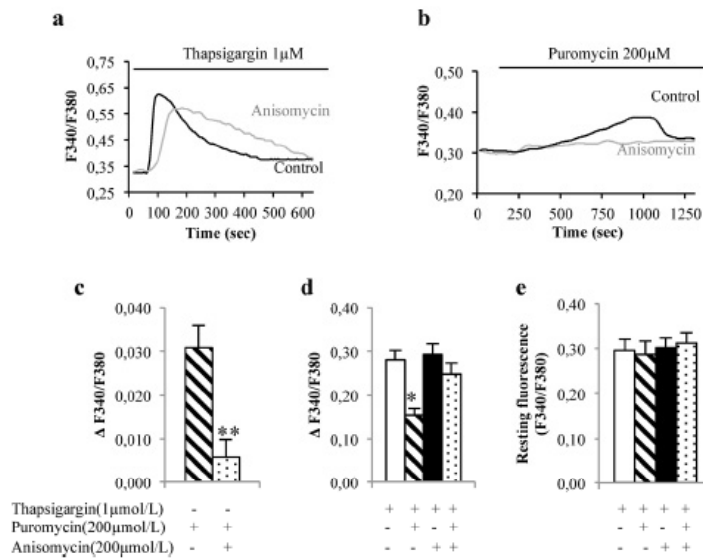 a
Thapsigargin 1µM
0,75
0,65
0,55
0,45
0,35
0,25
F340/F380
Anisomycin
Control
0 100 200 300 400 500 600
Time (sec)
b
Puromycin 200µM
0,50
0,40
0,30
0,20
F340/F380
Control
Anisomycin
0 250 500 750 1000 1250
Time (sec)
c
0,040
0,030
0,020
0,010
0,000
Δ F340/F380
**
d
0,40
0,30
0,20
0,10
0,00
Δ F340/F380
*
e
0,40
0,30
0,20
0,10
0,00
Resting fluorescence
(F340/F380)
Thapsigargin(1µmol/L) - - + + + + + + + +
Puromycin(200µmol/L) + + - + - + - + - +
Anisomycin(200µmol/L) - + - - + + - - + +